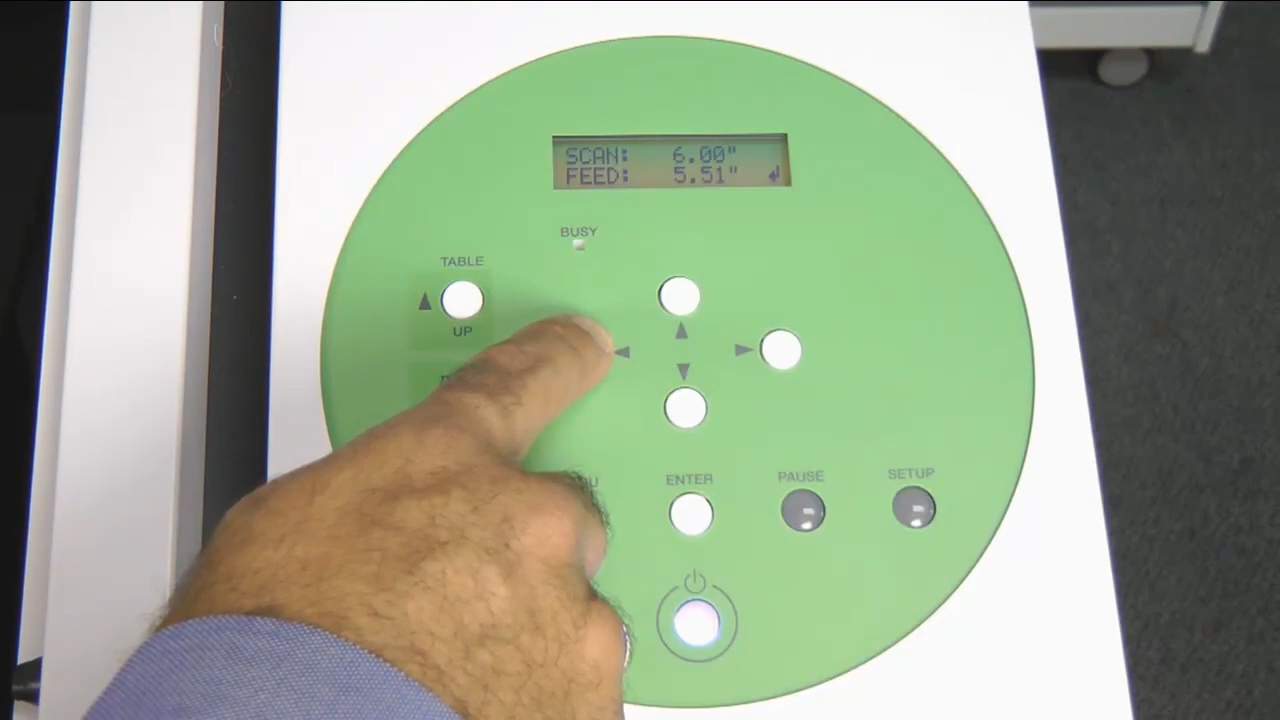 SCAN: 6.00"
FEED: 5.51"
BUSY
TABLE
UP
ENTER
PAUSE
SETUP